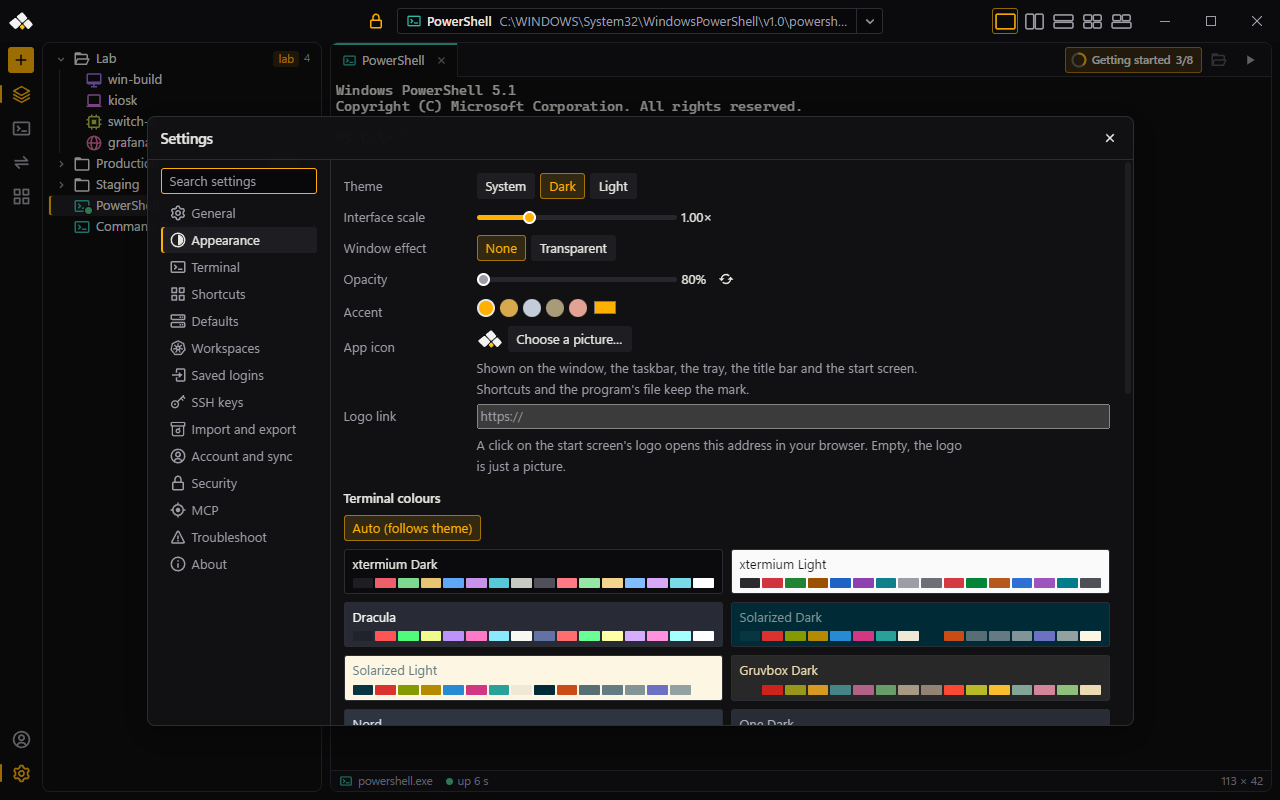 PowerShell C:\WINDOWS\System32\WindowsPowerShell\v1.0\powersh...
Lab lab 4
win-build
kiosk
switch-
grafana
Productio
Staging
PowerShe
Comman
PowerShell
Getting started 3/8
Windows PowerShell 5.1
Copyright (C) Microsoft Corporation. All rights reserved.
Settings
Search settings
General
Appearance
Terminal
Shortcuts
Defaults
Workspaces
Saved logins
SSH keys
Import and export
Account and sync
Security
MCP
Troubleshoot
About
Theme System Dark Light
Interface scale 1.00×
Window effect None Transparent
Opacity 80%
Accent
App icon Choose a picture...
Shown on the window, the taskbar, the tray, the title bar and the start screen.
Shortcuts and the program's file keep the mark.
Logo link https://
A click on the start screen's logo opens this address in your browser. Empty, the logo
is just a picture.
Terminal colours
Auto (follows theme)
xtermium Dark xtermium Light
Dracula Solarized Dark
Solarized Light Gruvbox Dark
Nord One Dark
powershell.exe up 6 s 113 × 42